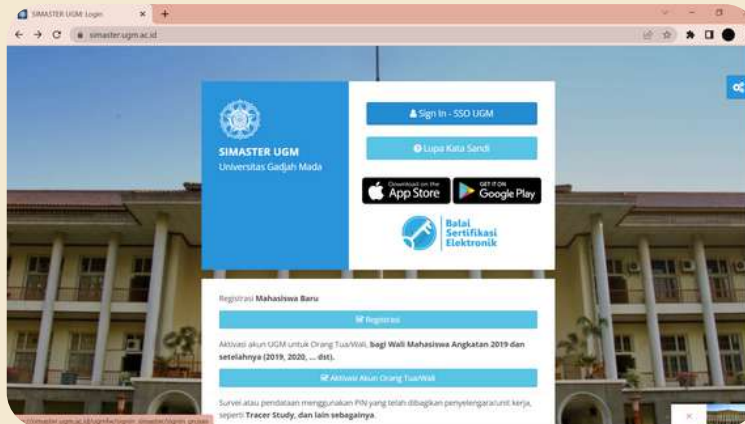 SIMASTER UGM: Login
simaster.ugm.ac.id
SIMASTER UGM
Universitas Gadjah Mada
Sign In - SSO UGM
Lupa Kata Sandi
Download on the
App Store
GET IT ON
Google Play
Balai
Sertifikasi
Elektronik
Registrasi Mahasiswa Baru
Registrasi
Aktivasi akun UGM untuk Orang Tua/Wali, bagi Wali Mahasiswa Angkatan 2019 dan
setelahnya (2019, 2020, ... dst).
Aktivasi Akun Orang Tua/Wali
Survei atau pendataan menggunakan PIN yang telah dibagikan penyelengara/unit kerja,
seperti Tracer Study, dan lain sebagainya.